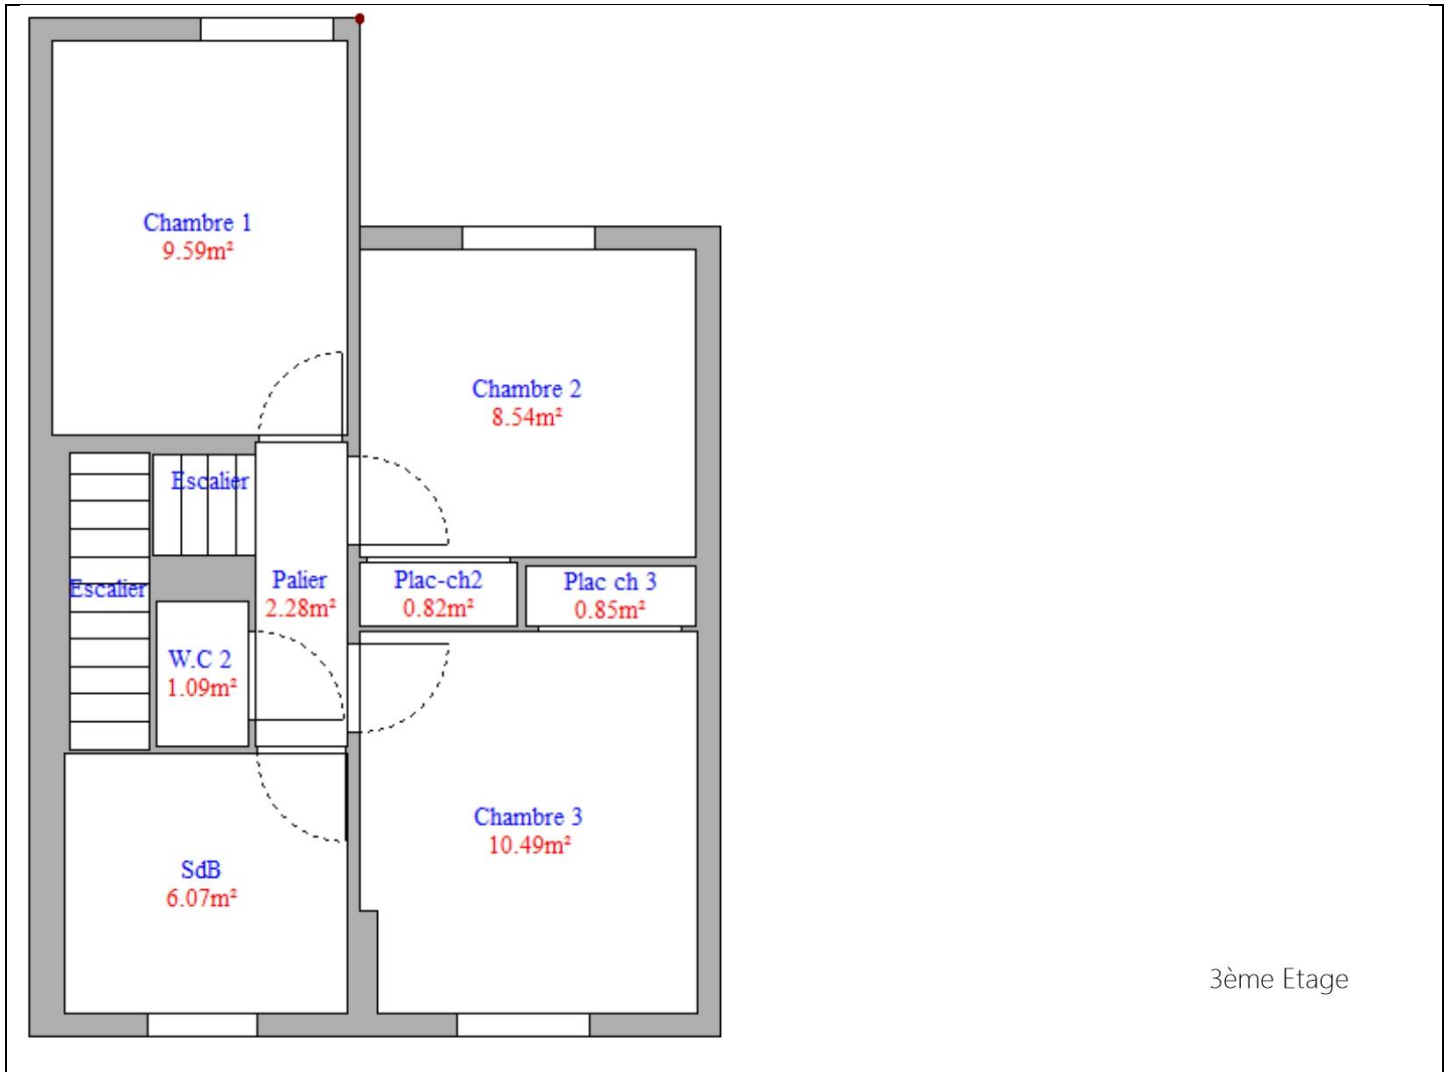 Chambre 1
9.59m²
Chambre 2
8.54m²
Escalier
Escalier
Palier
2.28m²
Plac-ch2
0.82m²
Plac ch 3
0.85m²
W.C 2
1.09m²
Chambre 3
10.49m²
SdB
6.07m²
3ème Etage